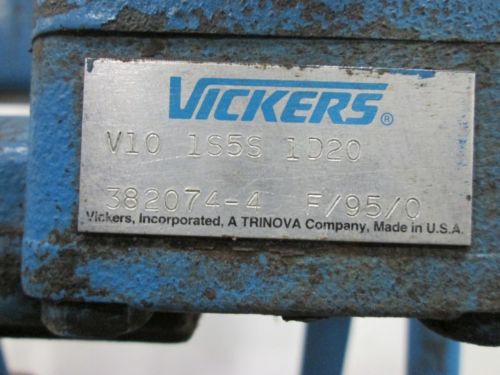 VICKERS®
V10 1S5S 1D20
382074-4 F/95/0
Vickers, Incorporated, A TRINOVA Company, Made in U.S.A.